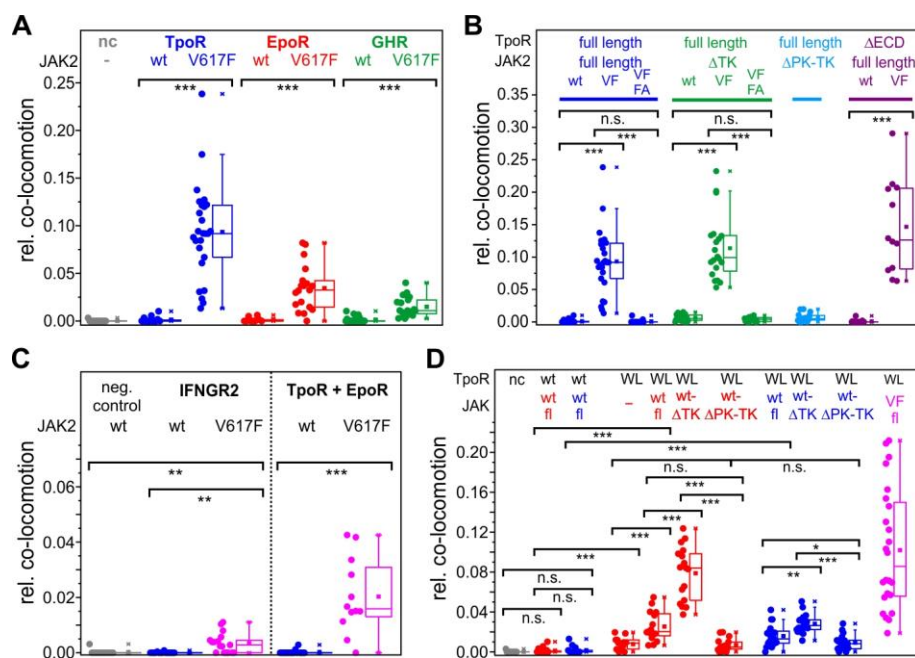 A
nc TpoR EpoR GHR
JAK2 - wt V617F wt V617F wt V617F
0.25
*** *** ***
0.20
0.15
0.10
0.05
0.00
rel. co-locomotion
B
TpoR full length full length full length ΔECD
JAK2 full length ΔTK ΔPK-TK full length
wt VF VF FA wt VF VF FA wt VF
0.35
n.s. n.s. ***
0.30
*** ***
*** ***
0.25
0.20
0.15
0.10
0.05
0.00
rel. co-locomotion
C
neg. control IFNGR2 TpoR + EpoR
JAK2 wt wt V617F wt V617F
** ***
0.06
**
0.04
0.02
0.00
rel. co-locomotion
D
TpoR nc wt wt WL WL WL WL WL WL WL WL
JAK wt wt – wt wt- wt- wt wt- wt- VF
fl fl fl ΔTK ΔPK-TK fl ΔTK ΔPK-TK fl
***
***
0.20
n.s. n.s.
***
0.16
***
***
0.12
*** *
*** ***
n.s. **
0.08
n.s.
n.s.
0.04
0.00
rel. co-locomotion